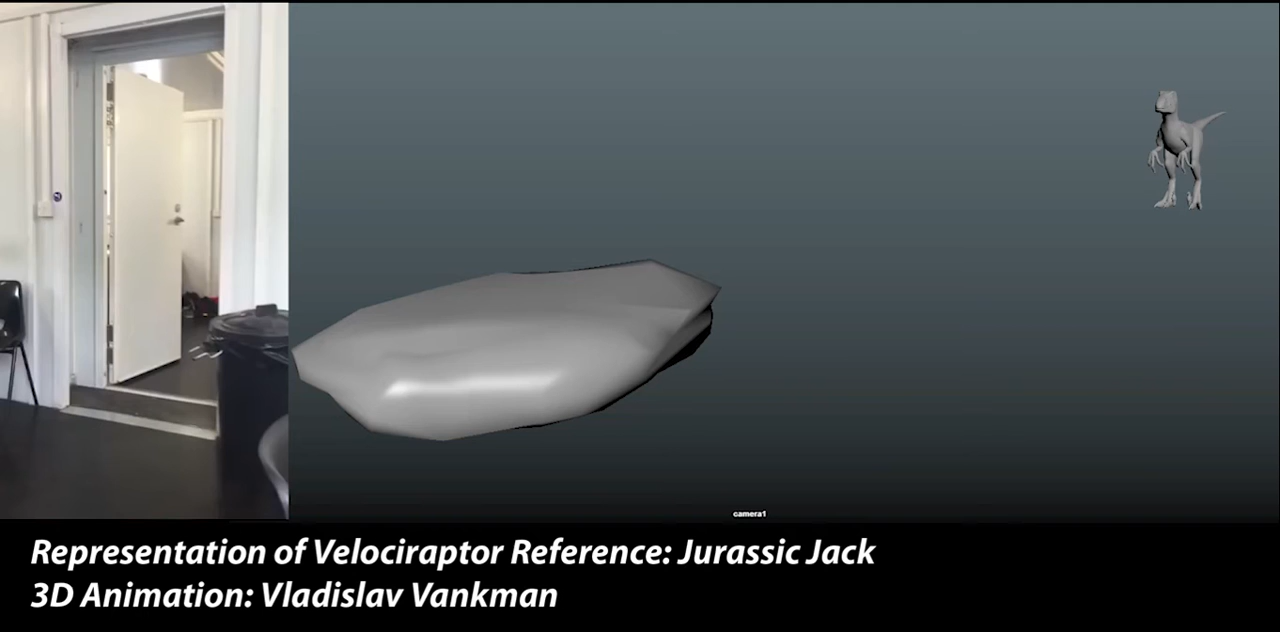 camera1
Representation of Velociraptor Reference: Jurassic Jack
3D Animation: Vladislav Vankman